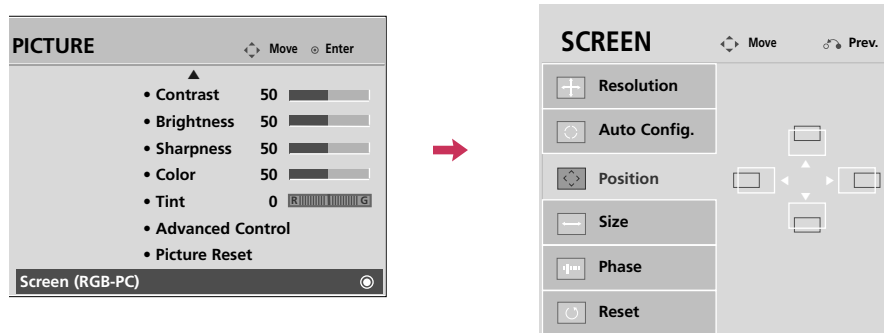 PICTURE
Move
Enter
• Contrast 50
• Brightness 50
• Sharpness 50
• Color 50
• Tint 0 R G
• Advanced Control
• Picture Reset
Screen (RGB-PC)
SCREEN
Move
Prev.
Resolution
Auto Config.
Position
Size
Phase
Reset